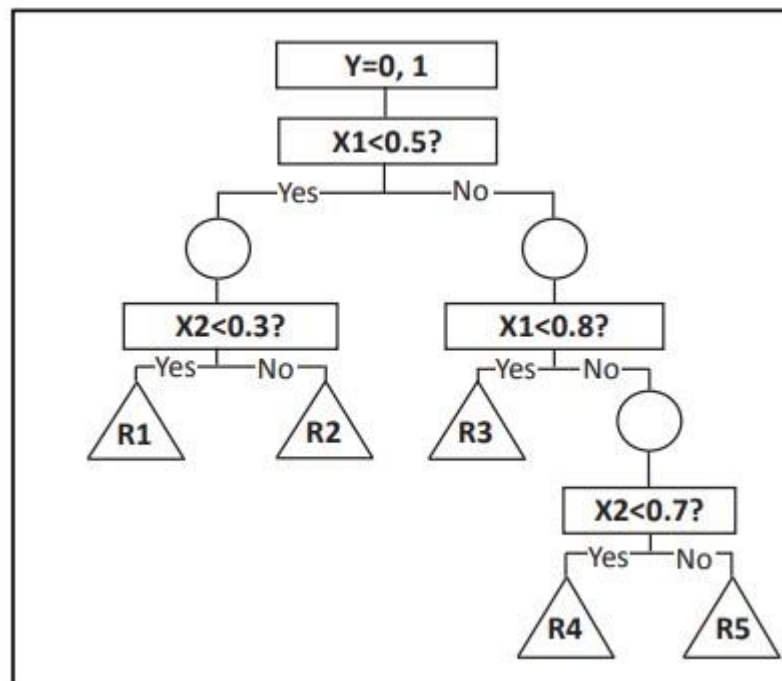 Y=0, 1
X1<0.5?
Yes No
X2<0.3? X1<0.8?
Yes No Yes No
R1 R2 R3
X2<0.7?
Yes No
R4 R5